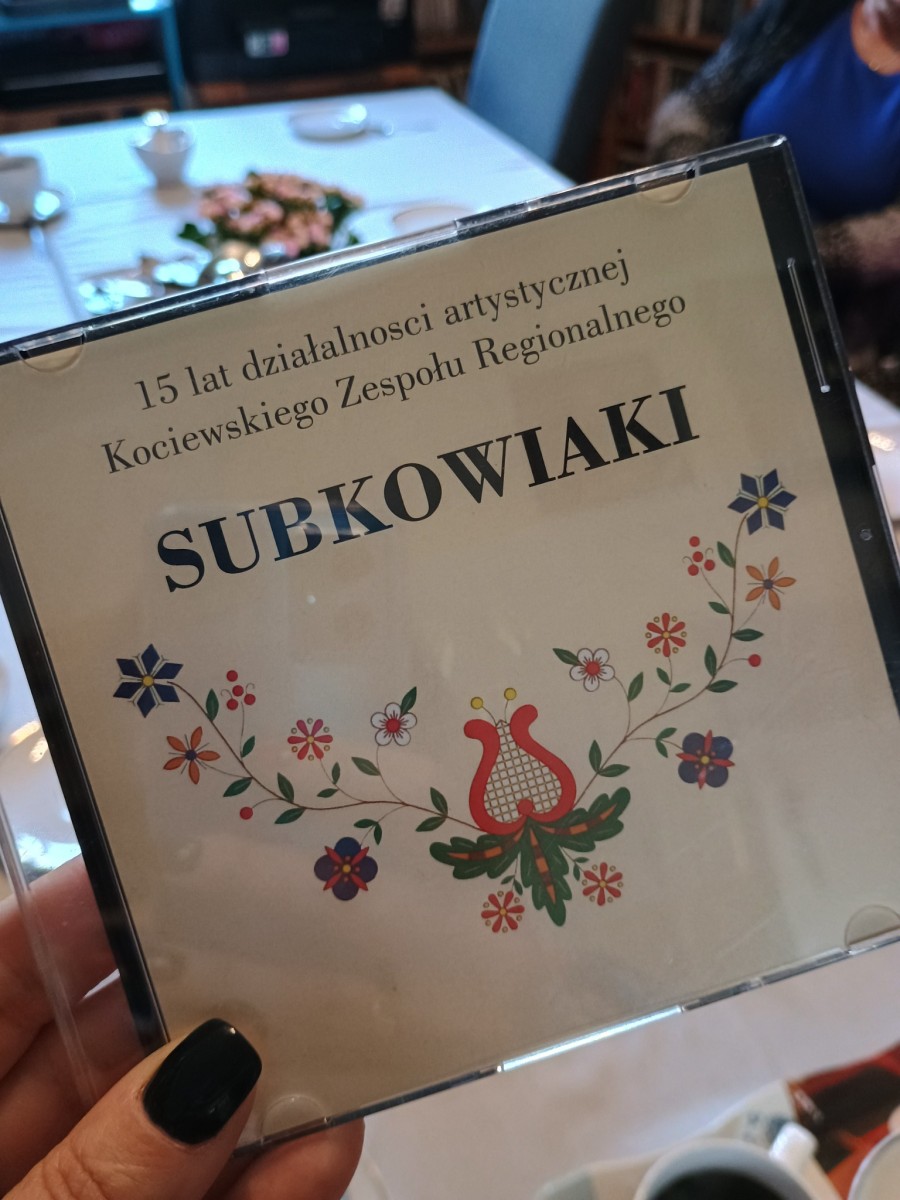 15 lat działalnosci artystycznej
Kociewskiego Zespołu Regionalnego
SUBKOWIAKI